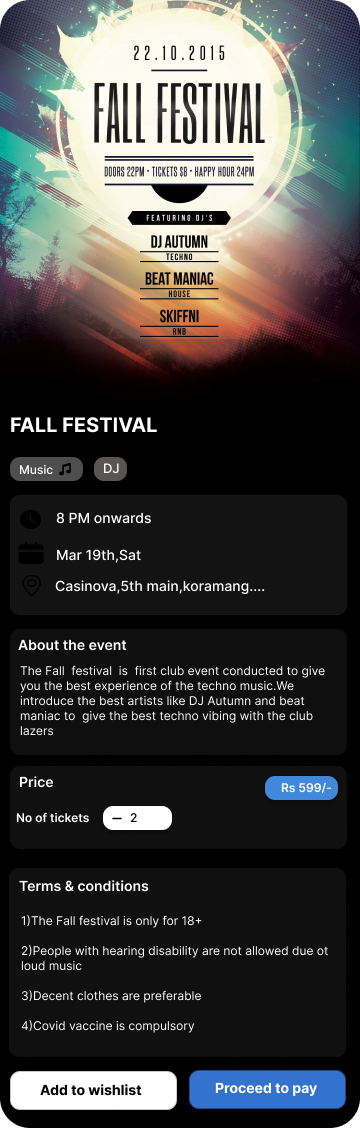 22.10.2015
FALL FESTIVAL
DOORS 22PM • TICKETS $8 • HAPPY HOUR 24PM
FEATURING DJ'S
DJ AUTUMN
TECHNO
BEAT MANIAC
HOUSE
SKIFFNI
RNB
FALL FESTIVAL
Music DJ
8 PM onwards
Mar 19th,Sat
Casinova,5th main,koramang....
About the event
The Fall festival is first club event conducted to give
you the best experience of the techno music.We
introduce the best artists like DJ Autumn and beat
maniac to give the best techno vibing with the club
lazers
Price
Rs 599/-
No of tickets − 2
Terms & conditions
1)The Fall festival is only for 18+
2)People with hearing disability are not allowed due ot
loud music
3)Decent clothes are preferable
4)Covid vaccine is compulsory
Add to wishlist Proceed to pay